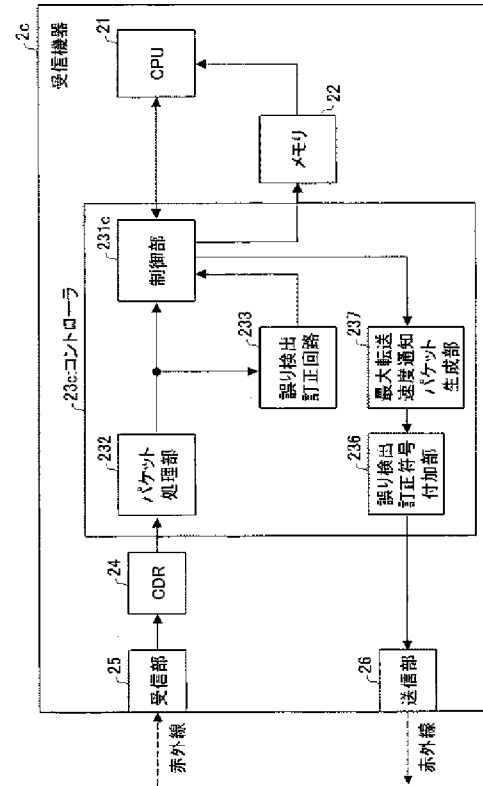 2c
受信機器
21
CPU
22
メモリ
23c:コントローラ
231c
制御部
232
パケット
処理部
233
誤り検出
訂正回路
237
最大転送
速度通知
パケット
生成部
236
誤り検出
訂正符号
付加部
24
CDR
25
受信部
26
送信部
赤外線
赤外線